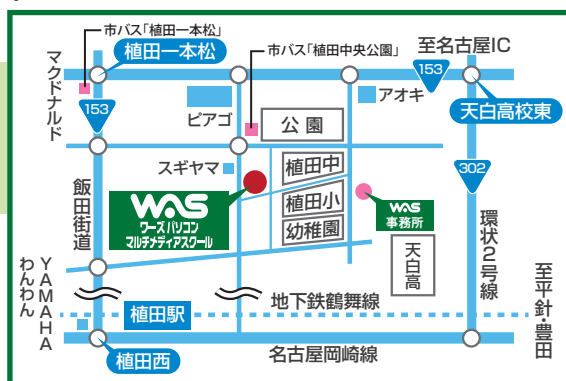 市バス「植田一本松」
植田一本松
市バス「植田中央公園」
至名古屋IC
153
マクドナルド
153
ピアゴ
アオキ
天白高校東
公園
スギヤマ
植田中
302
WAS
ワーズパソコン
マルチメディアスクール
植田小
WAS
事務所
幼稚園
飯田街道
天白高
環状2号線
YAMAHA
わんわん
地下鉄鶴舞線
至平針・豊田
植田駅
植田西
名古屋岡崎線